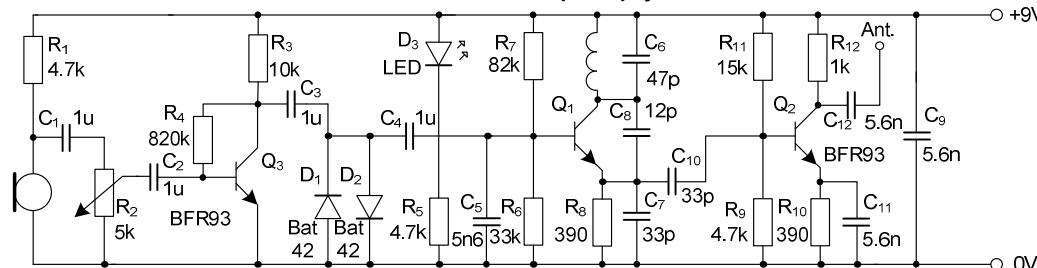 +9V
R1
4.7k
C1
1u
R2
5k
C2
1u
R4
820k
R3
10k
Q3
BFR93
C3
1u
D1
Bat
42
D2
Bat
42
C4
1u
D3
LED
R5
4.7k
C5
5n6
R7
82k
R6
33k
Q1
C6
47p
C8
12p
R8
390
C7
33p
C10
33p
R11
15k
R9
4.7k
Q2
BFR93
R12
1k
Ant.
C12
5.6n
R10
390
C11
5.6n
C9
5.6n
0V